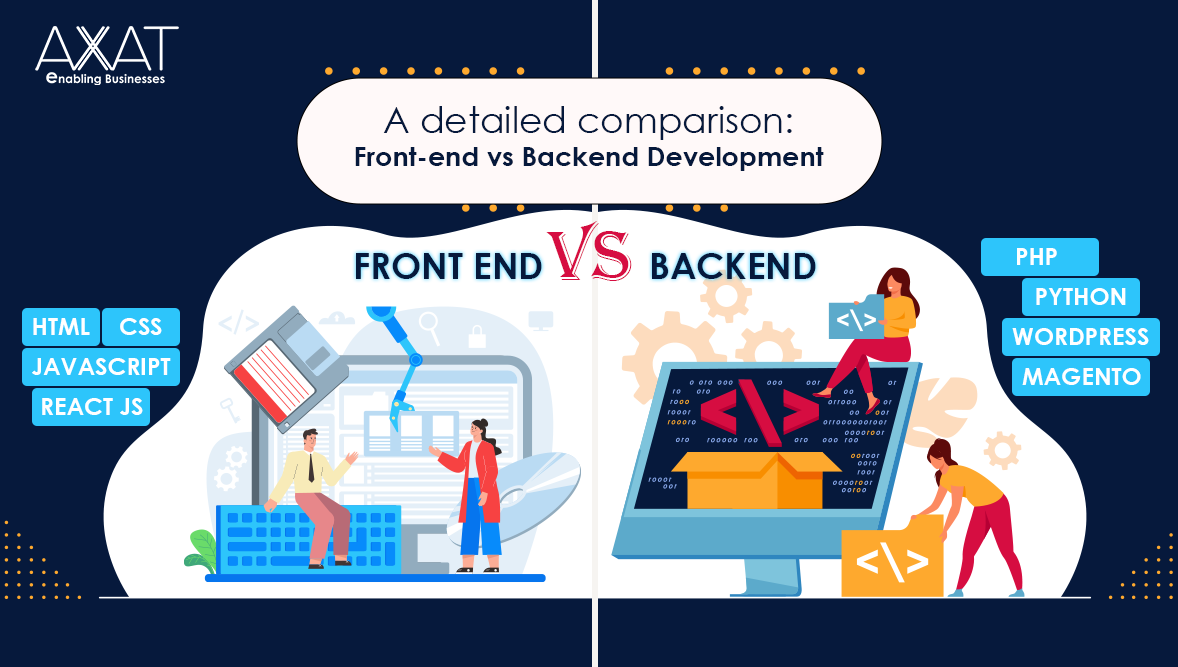 AXAT
enabling Businesses
A detailed comparison:
Front-end vs Backend Development
FRONT END VS BACKEND
HTML CSS
JAVASCRIPT
REACT JS
PHP
PYTHON
WORDPRESS
MAGENTO